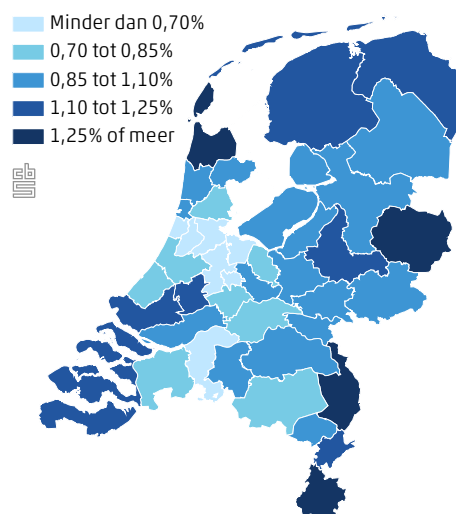 Minder dan 0,70%
0,70 tot 0,85%
0,85 tot 1,10%
1,10 tot 1,25%
1,25% of meer
cbs